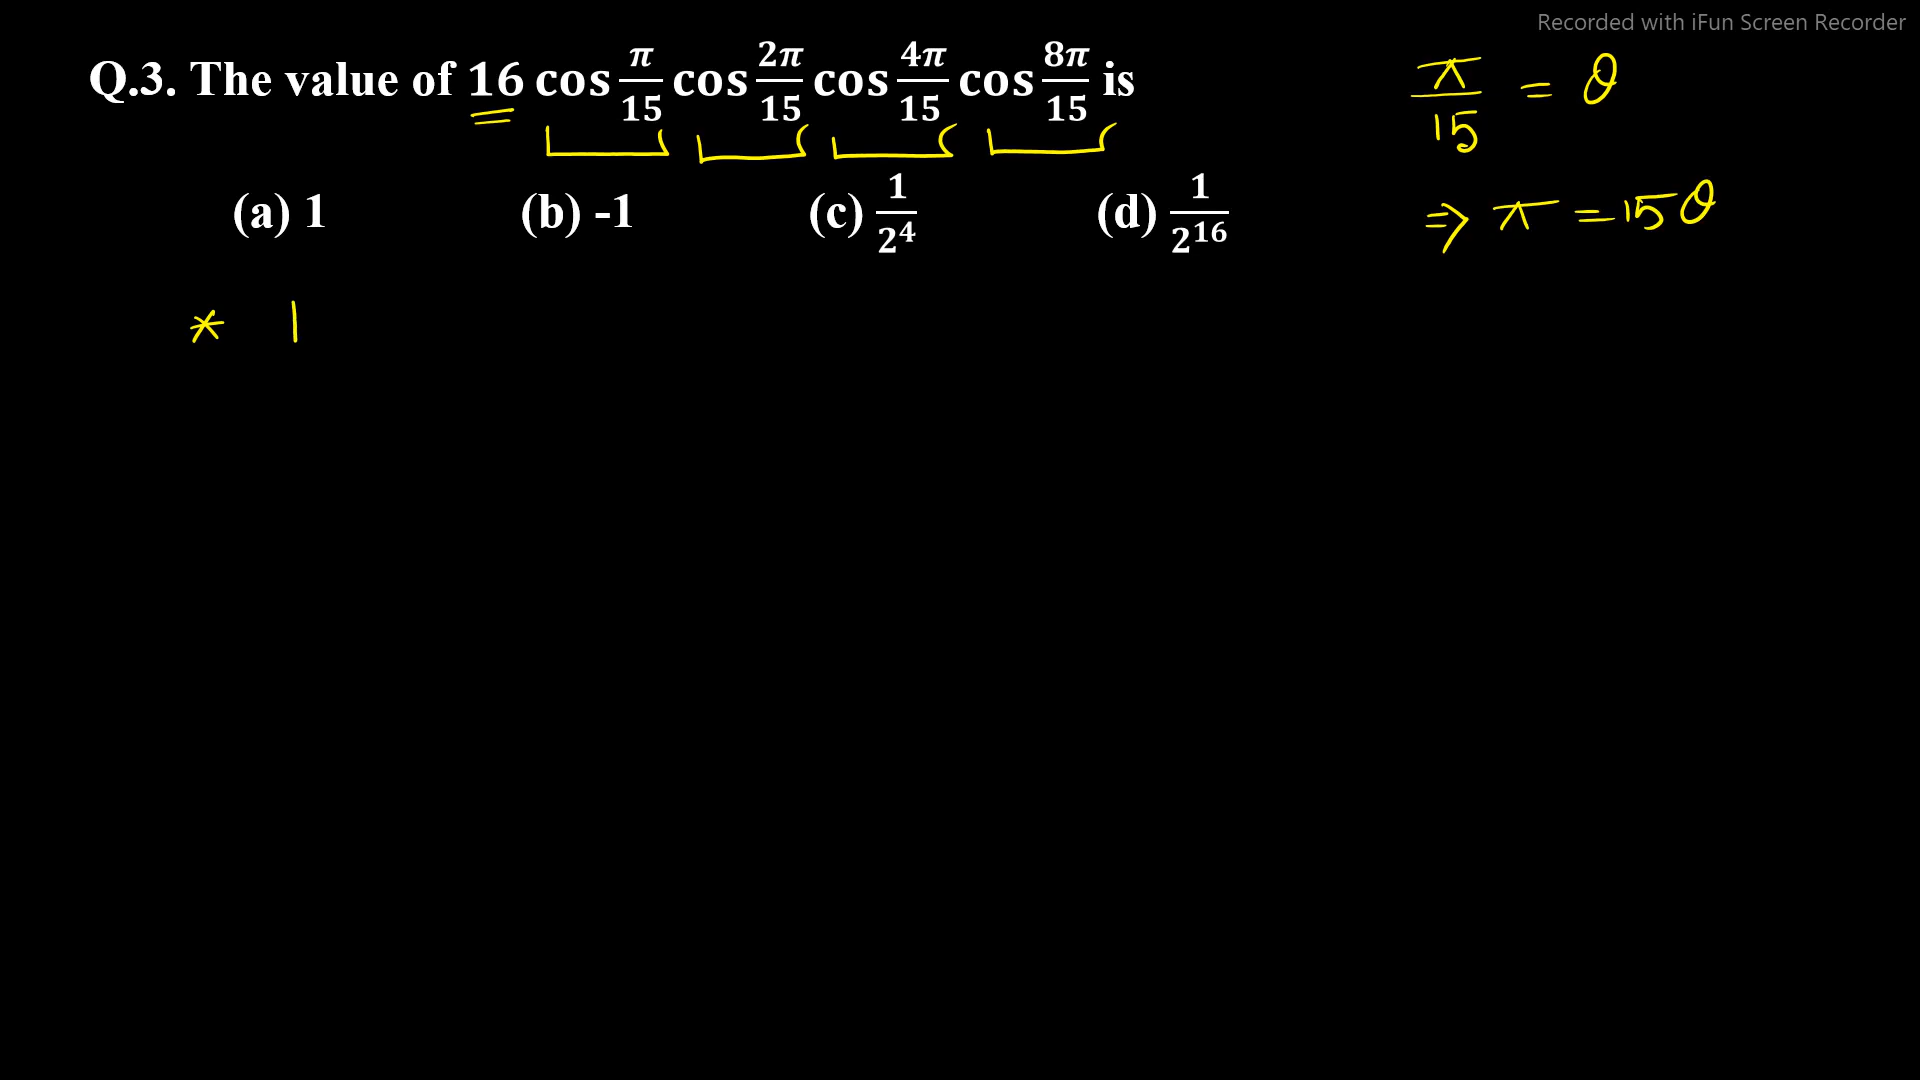 Recorded with iFun Screen Recorder
Q.3. The value of 16 cos π/15 cos 2π/15 cos 4π/15 cos 8π/15 is
π/15 = θ
(a) 1 (b) -1 (c) 1/2⁴ (d) 1/2¹⁶
⇒ π = 15θ
* 1